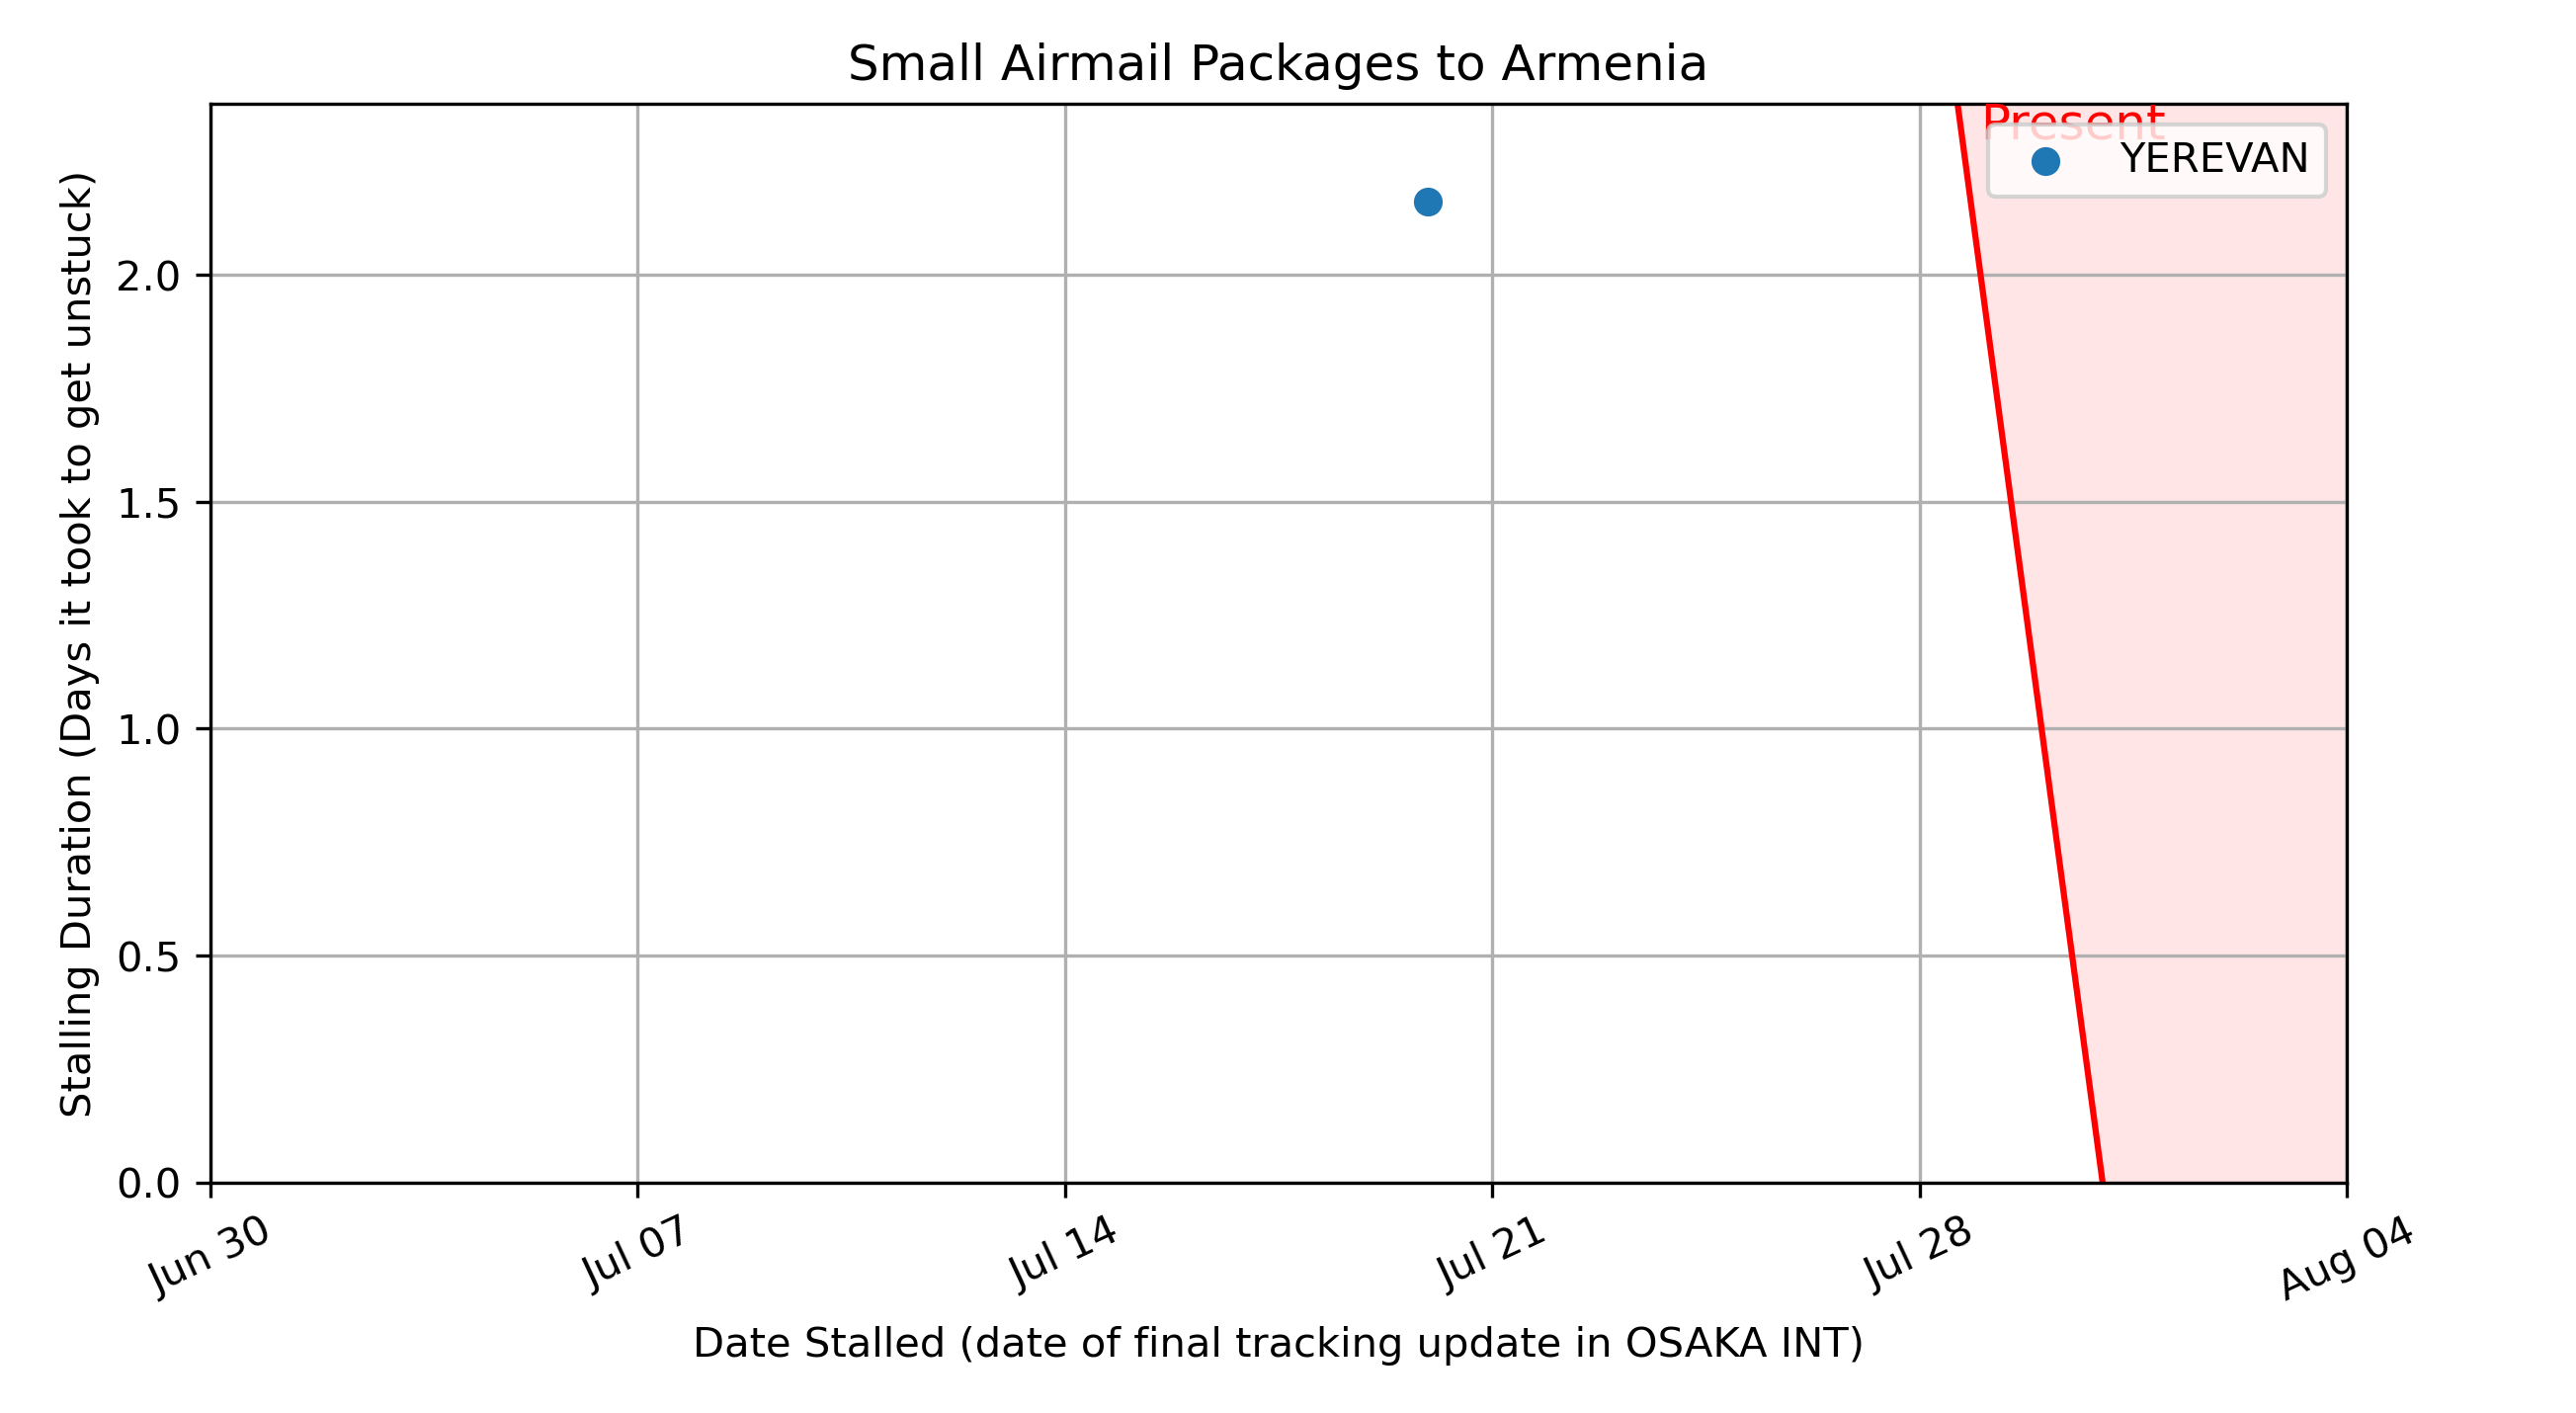 Small Airmail Packages to Armenia
Present
YEREVAN
Stalling Duration (Days it took to get unstuck)
2.0
1.5
1.0
0.5
0.0
Jun 30
Jul 07
Jul 14
Jul 21
Jul 28
Aug 04
Date Stalled (date of final tracking update in OSAKA INT)